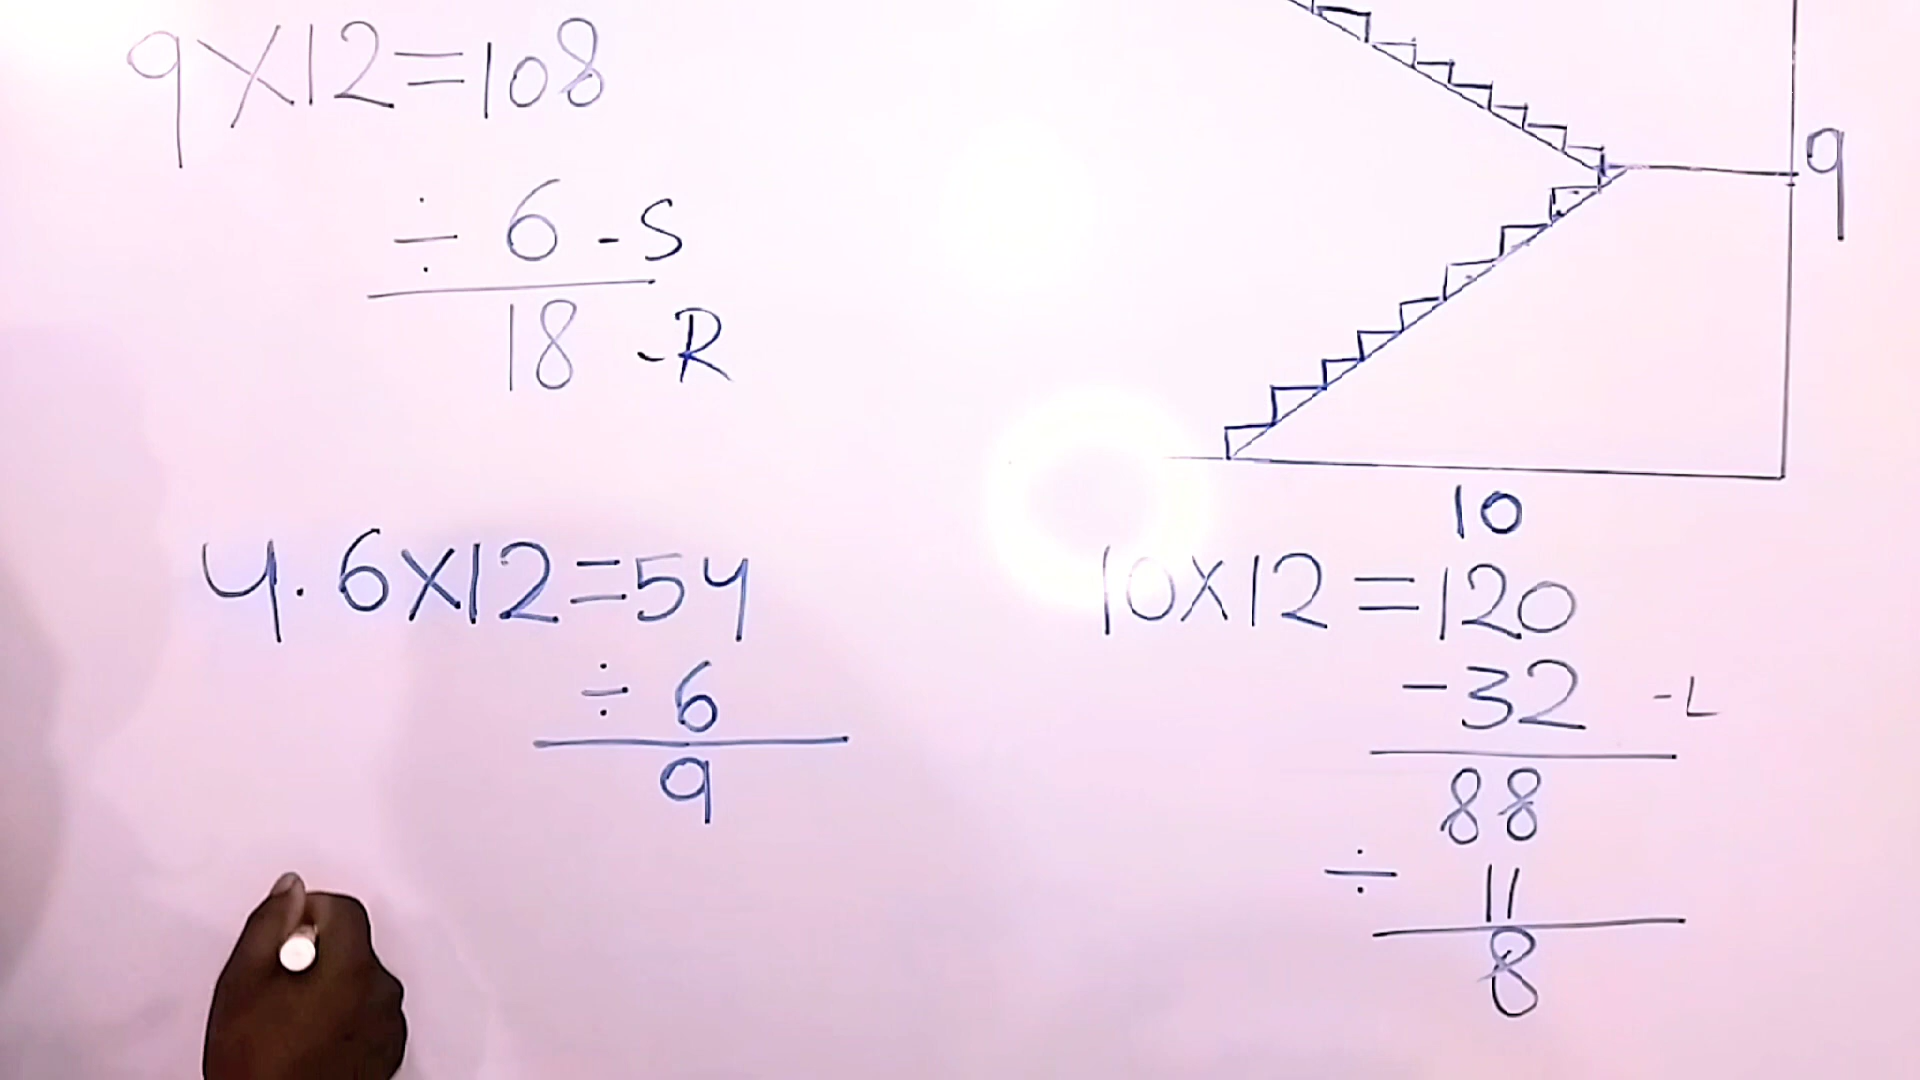 9X12=108
÷ 6 -S
18 -R
9
10
4.6X12=54
÷ 6
9
10X12=120
-32 -L
88
÷ 11
8